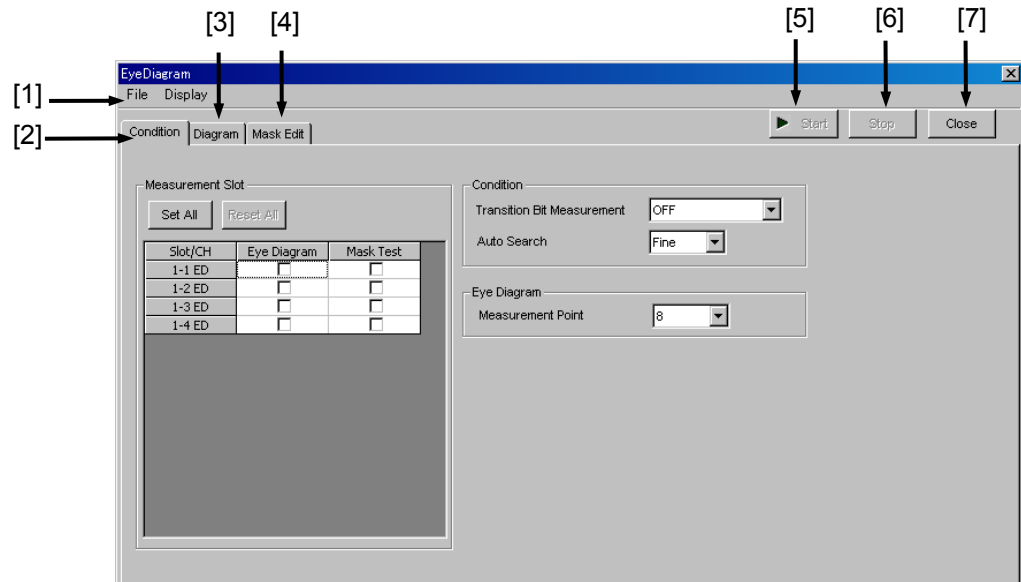 [3] [4] [5] [6] [7]
EyeDiagram
[1] File Display
[2] Condition Diagram Mask Edit Start Stop Close
Measurement Slot
Set All Reset All
Slot/CH Eye Diagram Mask Test
1-1 ED
1-2 ED
1-3 ED
1-4 ED
Condition
Transition Bit Measurement OFF
Auto Search Fine
Eye Diagram
Measurement Point 8